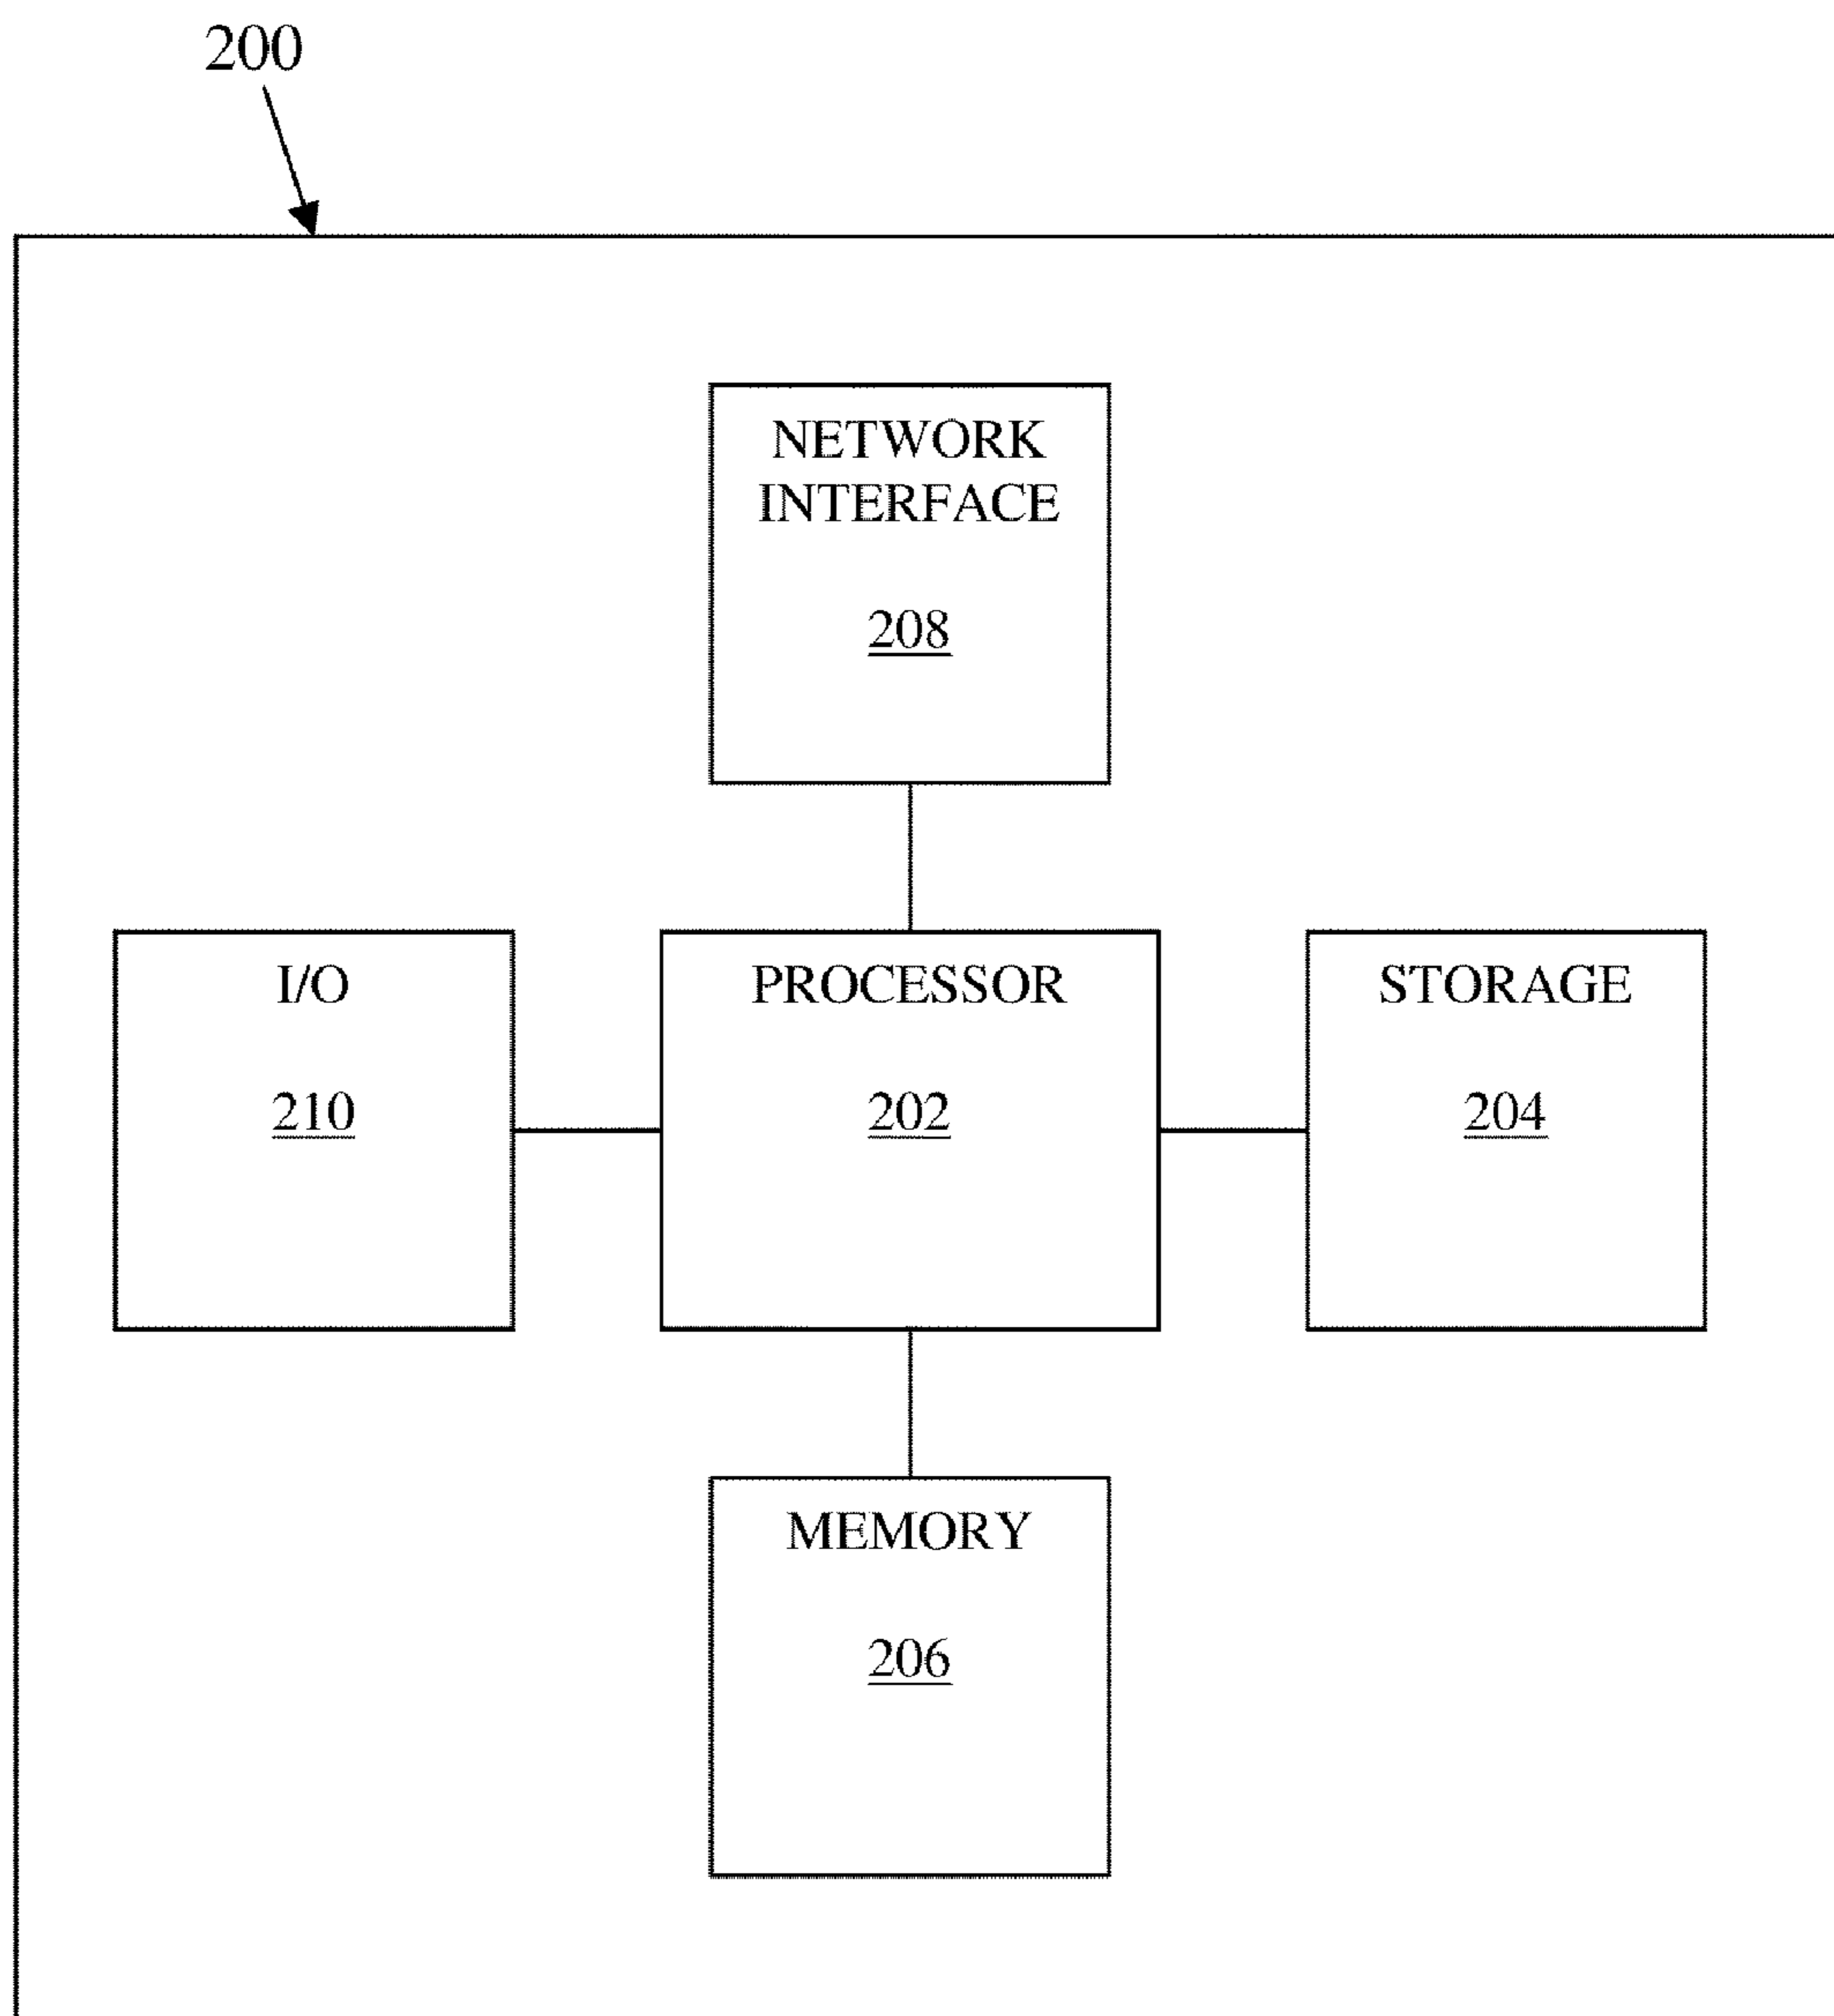 200
NETWORK
INTERFACE
208
I/O
210
PROCESSOR
202
STORAGE
204
MEMORY
206